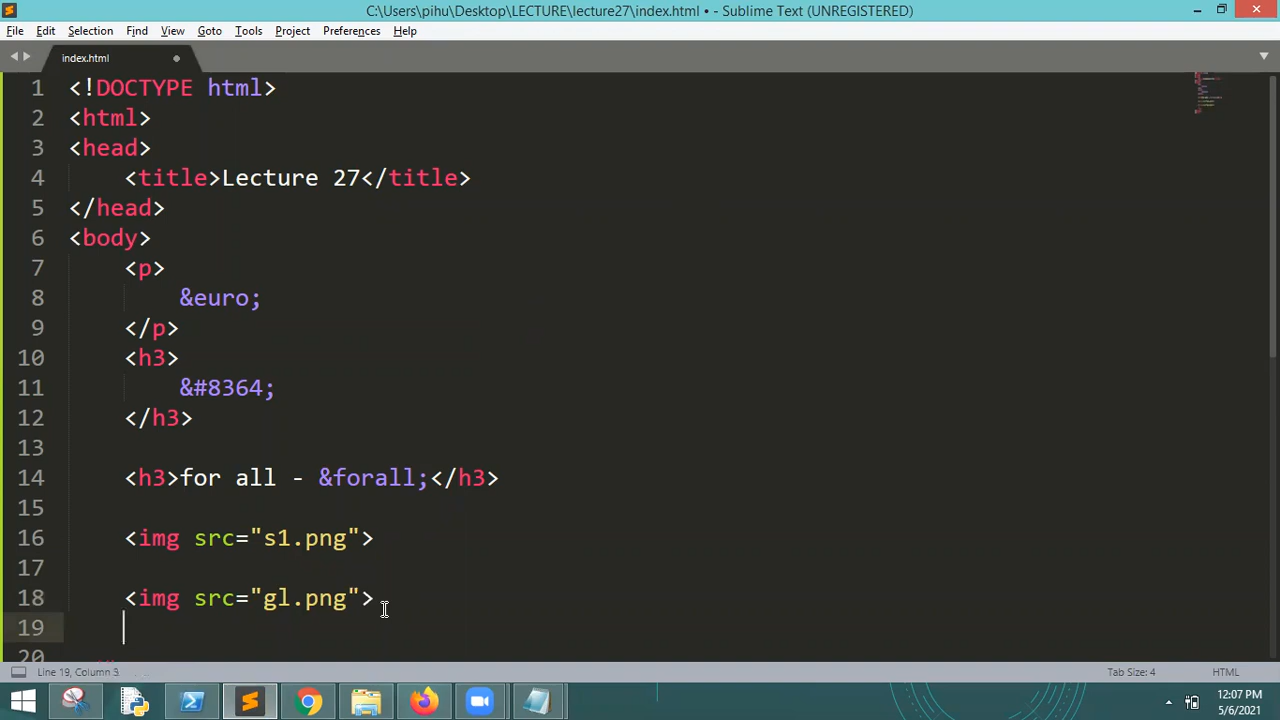 C:\Users\pihu\Desktop\LECTURE\lecture27\index.html • - Sublime Text (UNREGISTERED)
File Edit Selection Find View Goto Tools Project Preferences Help
index.html
1 <!DOCTYPE html>
2 <html>
3 <head>
4 <title>Lecture 27</title>
5 </head>
6 <body>
7 <p>
8 &euro;
9 </p>
10 <h3>
11 &#8364;
12 </h3>
13
14 <h3>for all - &forall;</h3>
15
16 <img src="s1.png">
17
18 <img src="gl.png">
19
20
Line 19, Column 9 Tab Size: 4 HTML
12:07 PM
5/6/2021